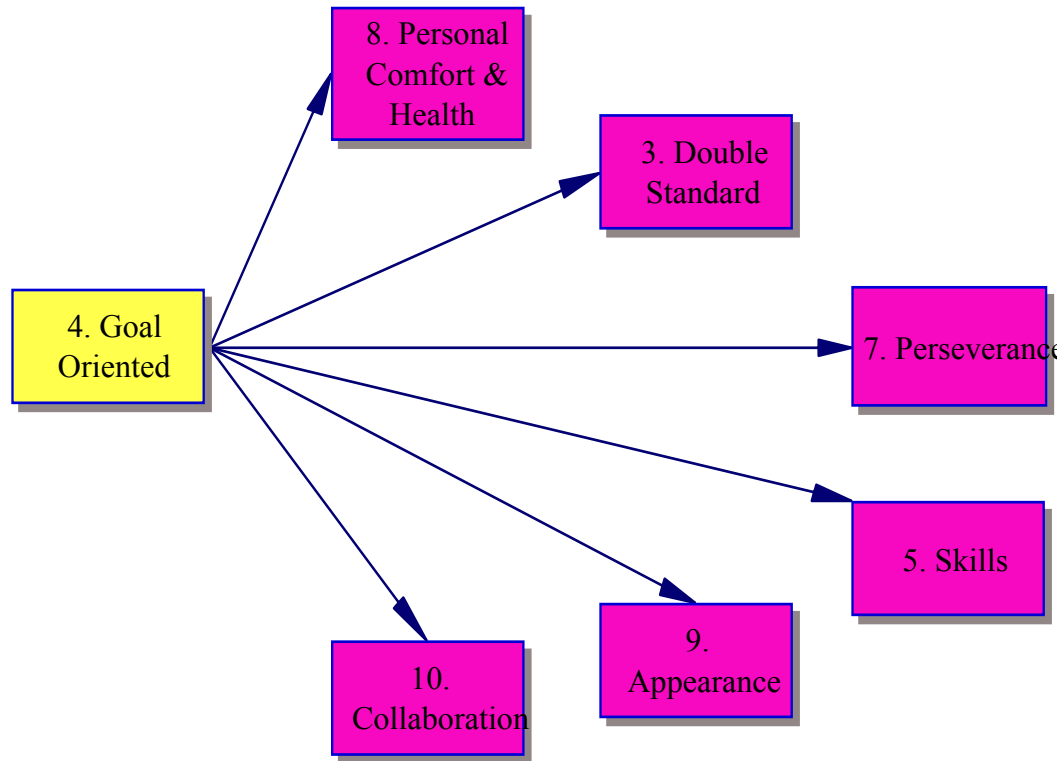 8. Personal
Comfort &
Health
3. Double
Standard
4. Goal
Oriented
7. Perseverance
5. Skills
9.
Appearance
10.
Collaboration